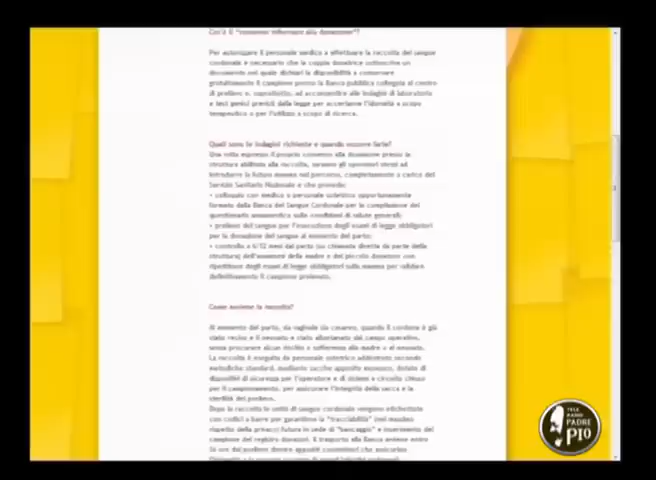 Cos'è il "consenso informato alla donazione"?
Per autorizzare il personale medico a effettuare la raccolta del sangue
cordonale è necessario che la coppia donatrice sottoscriva un
documento nel quale dichiari la disponibilità a conservare
gratuitamente il campione presso la Banca pubblica collegata al centro
di prelievo e, soprattutto, ad acconsentire alle indagini di laboratorio
e test genici previsti dalla legge per accertarne l'idoneità a scopo
terapeutico o per l'utilizzo a scopo di ricerca.
Quali sono le indagini richieste e quando occorre farle?
Una volta espresso il proprio consenso alla donazione presso la
struttura abilitata alla raccolta, saranno gli operatori stessi ad
introdurre la futura mamma nel percorso, completamente a carico del
Servizio Sanitario Nazionale e che prevede:
• colloquio con medico o personale ostetrico opportunamente
formato dalla Banca del Sangue Cordonale per la compilazione del
questionario anamnestico sulle condizioni di salute generali;
• prelievo del sangue per l'esecuzione degli esami di legge obbligatori
per la donazione del sangue al momento del parto;
• controllo a 6/12 mesi dal parto (su chiamata diretta da parte della
struttura) dell'anamnesi della madre e del piccolo donatore con
ripetizione degli esami di legge obbligatori sulla mamma per validare
definitivamente il campione prelevato.
Come avviene la raccolta?
Al momento del parto, sia vaginale sia cesareo, quando il cordone è già
stato reciso e il neonato è stato allontanato dal campo operativo,
senza procurare alcun rischio o sofferenza alla madre o al neonato.
La raccolta è eseguita da personale ostetrico addestrato secondo
metodiche standard, mediante sacche apposite monouso, dotate di
dispositivi di sicurezza per l'operatore e di sistema a circuito chiuso
per il campionamento, per assicurare l'integrità della sacca e la
sterilità del prelievo.
Dopo la raccolta le unità di sangue cordonale vengono etichettate
con codici a barre per garantirne la "tracciabilità" (nel massimo
rispetto della privacy) futura in sede di "bancaggio" e inserimento del
campione del registro donatori. Il trasporto alla Banca avviene entro
TELE
RADIO
PADRE
PIO